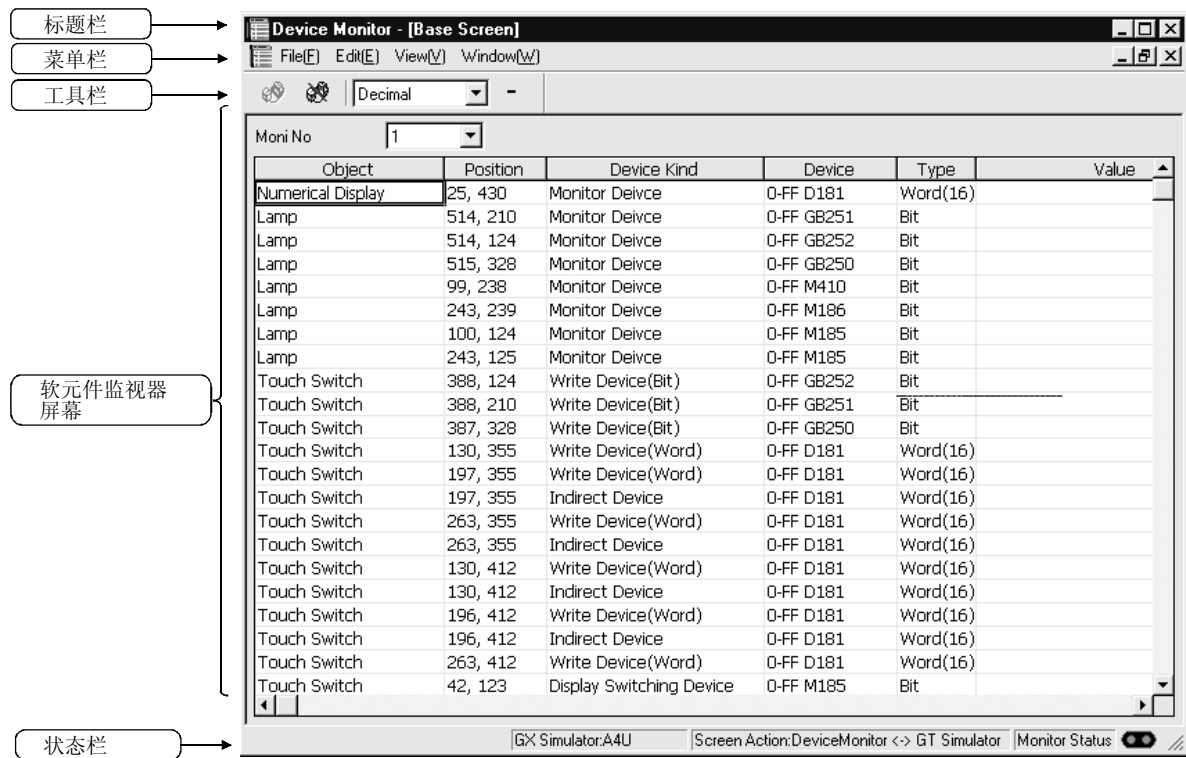 标题栏
Device Monitor - [Base Screen]
菜单栏
File(F) Edit(E) View(V) Window(W)
工具栏
Decimal
Moni No 1
Object Position Device Kind Device Type Value
Numerical Display 25, 430 Monitor Deivce 0-FF D181 Word(16)
Lamp 514, 210 Monitor Deivce 0-FF GB251 Bit
Lamp 514, 124 Monitor Deivce 0-FF GB252 Bit
Lamp 515, 328 Monitor Deivce 0-FF GB250 Bit
Lamp 99, 238 Monitor Deivce 0-FF M410 Bit
Lamp 243, 239 Monitor Deivce 0-FF M186 Bit
Lamp 100, 124 Monitor Deivce 0-FF M185 Bit
Lamp 243, 125 Monitor Deivce 0-FF M185 Bit
软元件监视器
屏幕
Touch Switch 388, 124 Write Device(Bit) 0-FF GB252 Bit
Touch Switch 388, 210 Write Device(Bit) 0-FF GB251 Bit
Touch Switch 387, 328 Write Device(Bit) 0-FF GB250 Bit
Touch Switch 130, 355 Write Device(Word) 0-FF D181 Word(16)
Touch Switch 197, 355 Write Device(Word) 0-FF D181 Word(16)
Touch Switch 197, 355 Indirect Device 0-FF D181 Word(16)
Touch Switch 263, 355 Write Device(Word) 0-FF D181 Word(16)
Touch Switch 263, 355 Indirect Device 0-FF D181 Word(16)
Touch Switch 130, 412 Write Device(Word) 0-FF D181 Word(16)
Touch Switch 130, 412 Indirect Device 0-FF D181 Word(16)
Touch Switch 196, 412 Write Device(Word) 0-FF D181 Word(16)
Touch Switch 196, 412 Indirect Device 0-FF D181 Word(16)
Touch Switch 263, 412 Write Device(Word) 0-FF D181 Word(16)
Touch Switch 42, 123 Display Switching Device 0-FF M185 Bit
状态栏
GX Simulator:A4U Screen Action:DeviceMonitor <-> GT Simulator Monitor Status